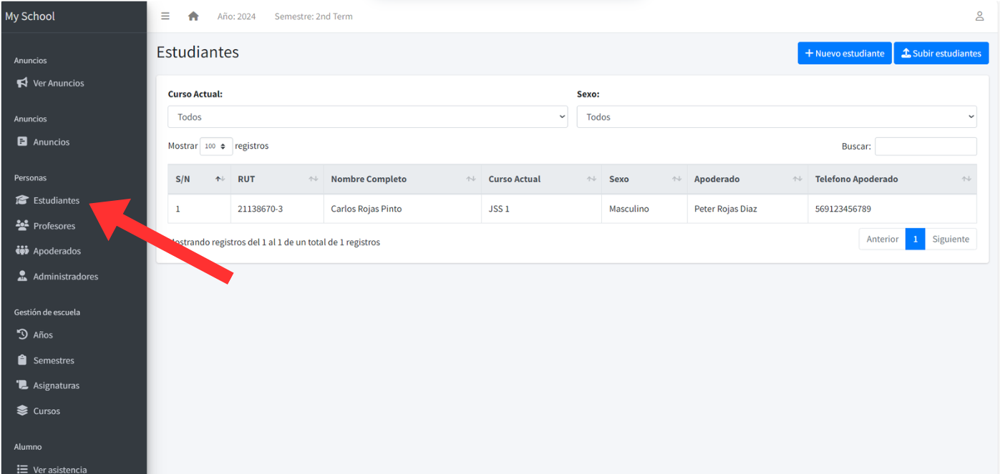 My School
Año: 2024 Semestre: 2nd Term
Anuncios
Ver Anuncios
Anuncios
Anuncios
Personas
Estudiantes
Profesores
Apoderados
Administradores
Gestión de escuela
Años
Semestres
Asignaturas
Cursos
Alumno
Ver asistencia
Estudiantes
Nuevo estudiante Subir estudiantes
Curso Actual: Sexo:
Todos Todos
Mostrar 100 registros Buscar:
S/N RUT Nombre Completo Curso Actual Sexo Apoderado Telefono Apoderado
1 21138670-3 Carlos Rojas Pinto JSS 1 Masculino Peter Rojas Diaz 569123456789
Mostrando registros del 1 al 1 de un total de 1 registros
Anterior 1 Siguiente